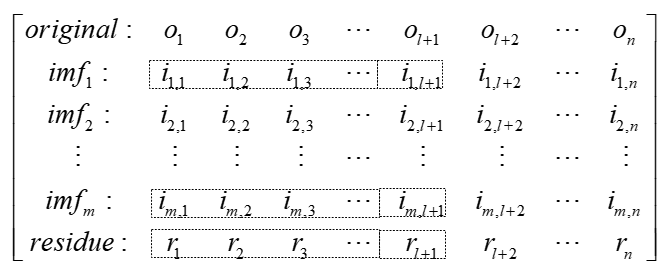 original : o₁ o₂ o₃ ⋯ oₗ₊₁ oₗ₊₂ ⋯ oₙ
imf₁ : i₁,₁ i₁,₂ i₁,₃ ⋯ i₁,ₗ₊₁ i₁,ₗ₊₂ ⋯ i₁,ₙ
imf₂ : i₂,₁ i₂,₂ i₂,₃ ⋯ i₂,ₗ₊₁ i₂,ₗ₊₂ ⋯ i₂,ₙ
⋮ ⋮ ⋮ ⋮ ⋯ ⋮ ⋮ ⋯ ⋮
imfₘ : iₘ,₁ iₘ,₂ iₘ,₃ ⋯ iₘ,ₗ₊₁ iₘ,ₗ₊₂ ⋯ iₘ,ₙ
residue : r₁ r₂ r₃ ⋯ rₗ₊₁ rₗ₊₂ ⋯ rₙ